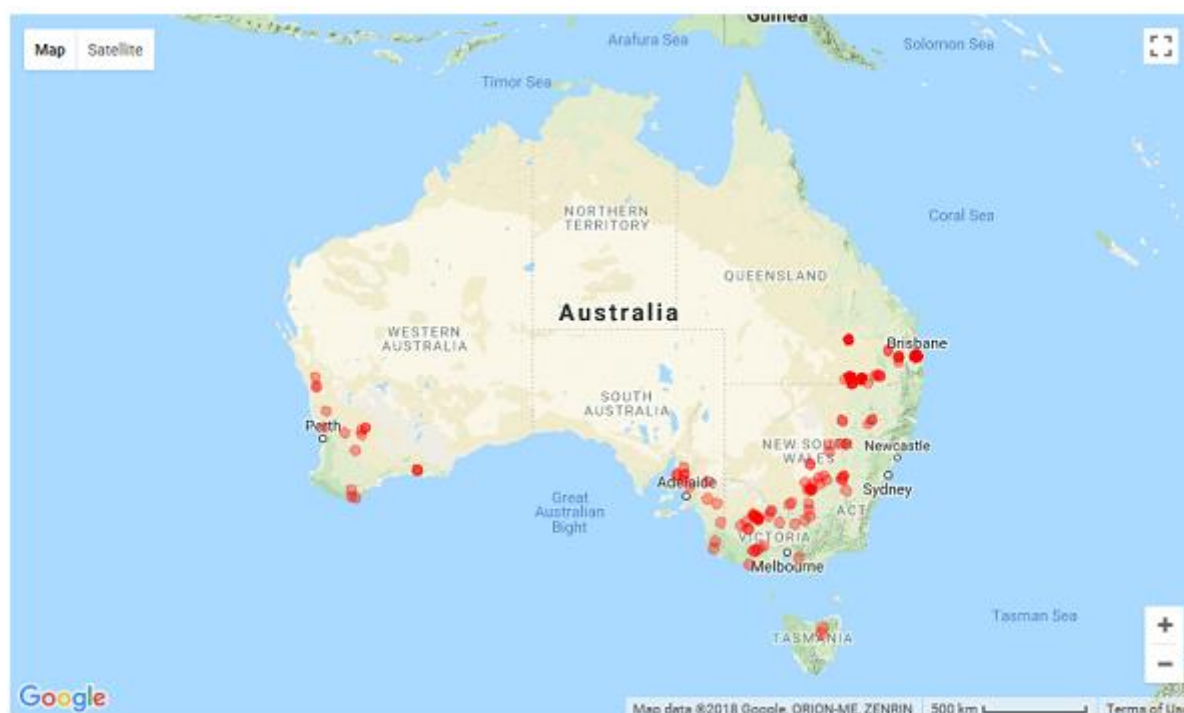 Guinea
Map Satellite
Arafura Sea
Solomon Sea
Timor Sea
NORTHERN
TERRITORY
Coral Sea
QUEENSLAND
Australia
WESTERN
AUSTRALIA
Brisbane
SOUTH
AUSTRALIA
Perth
NEW SOUTH
WALES
Newcastle
Adelaide
Sydney
Great
Australian
Bight
ACT
VICTORIA
Melbourne
Tasman Sea
TASMANIA
Google
Map data ©2018 Google, ORION-ME, ZENRIN 500 km Terms of Us